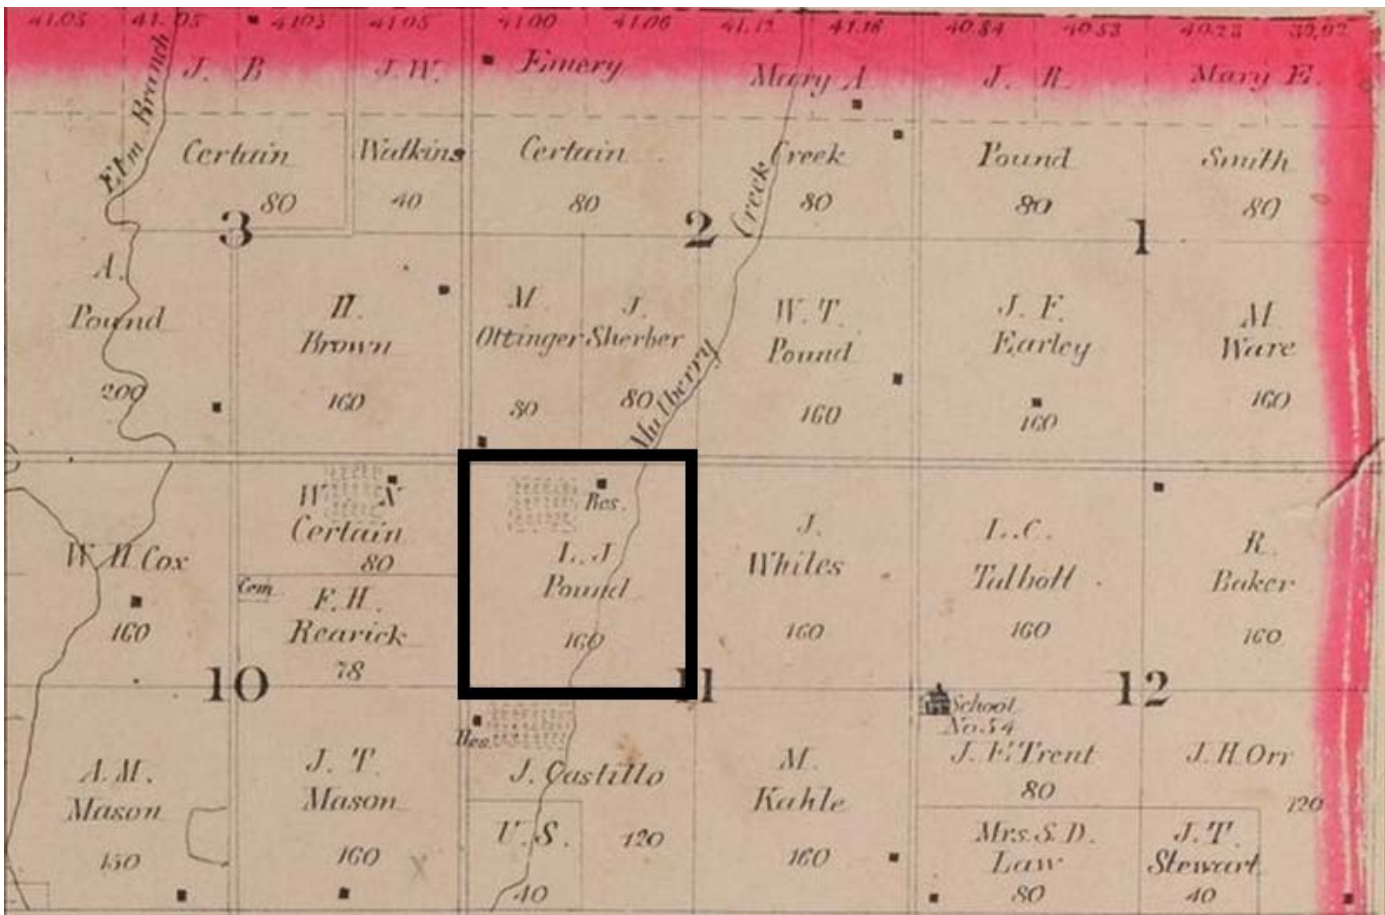 41.05 41.05 41.05 41.05 41.00 41.06 41.12 41.16 40.84 40.53 40.23 39.92
Elm Branch
J. B
Certain
80
J. W.
Watkins
40
Emery
Certain
80
Mary A
Creek
80
J. R.
Pound
80
Mary E.
Smith
80
3
2
1
Mulberry Creek
A.
Pound
200
H.
Brown
160
M.
Ottinger
80
J.
Sherber
80
W. T.
Pound
160
J. F.
Earley
160
M
Ware
160
W. H. Cox
160
W. N
Certain
80
Cem.
F. H.
Rearick
78
Res.
L. J
Pound
160
J.
Whiles
160
L. C.
Talbott
160
R.
Baker
160
10
11
12
School
No 54
A. M.
Mason
150
J. T.
Mason
160
Res.
J. Castillo
120
U. S.
40
M.
Kahle
160
J. E Trent
80
J. H Orr
120
Mrs. S. D.
Law
80
J. T.
Stewart
40